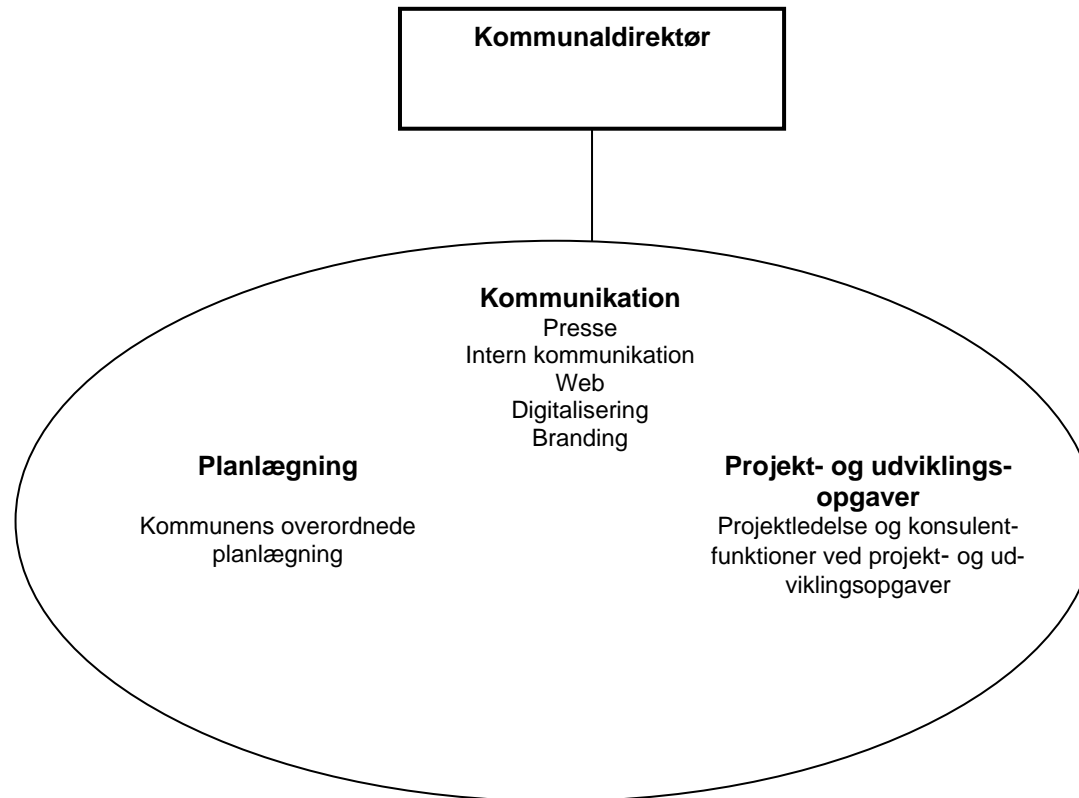 Kommunaldirektør
Kommunikation
Presse
Intern kommunikation
Web
Digitalisering
Branding
Planlægning
Kommunens overordnede
planlægning
Projekt- og udviklings-
opgaver
Projektledelse og konsulent-
funktioner ved projekt- og ud-
viklingsopgaver